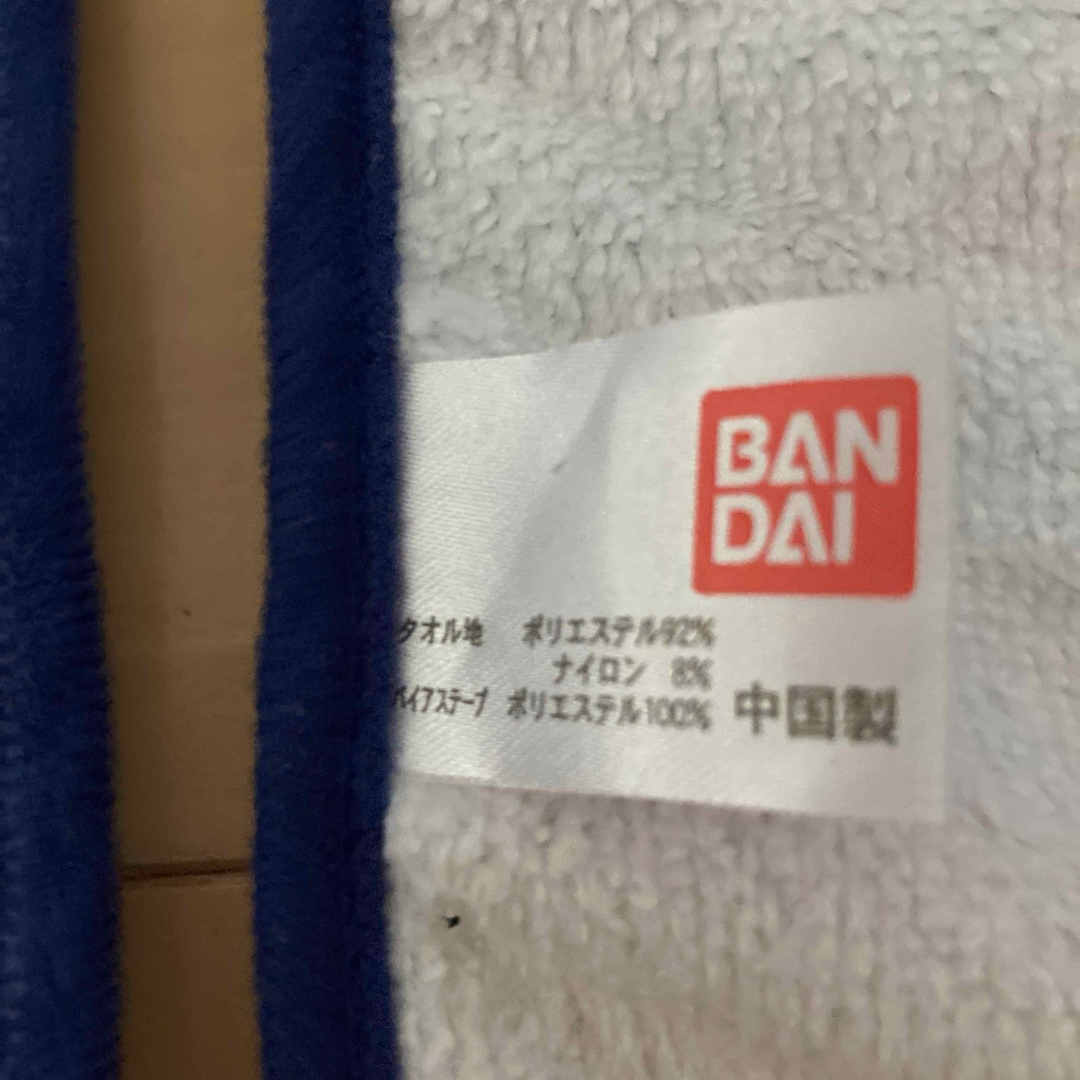 BAN
DAI
タオル地 ポリエステル92%
ナイロン 8%
バイアステープ ポリエステル100% 中国製